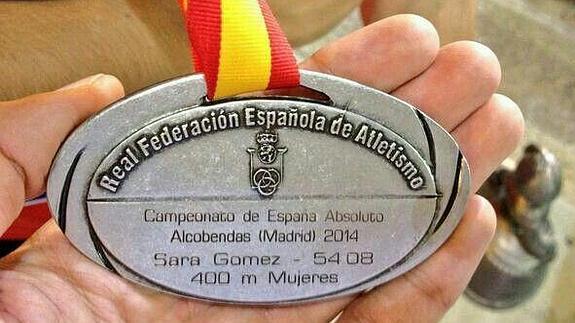 Real Federación Española de Atletismo
Campeonato de España Absoluto
Alcobendas (Madrid) 2014
Sara Gomez - 54.08
400 m Mujeres